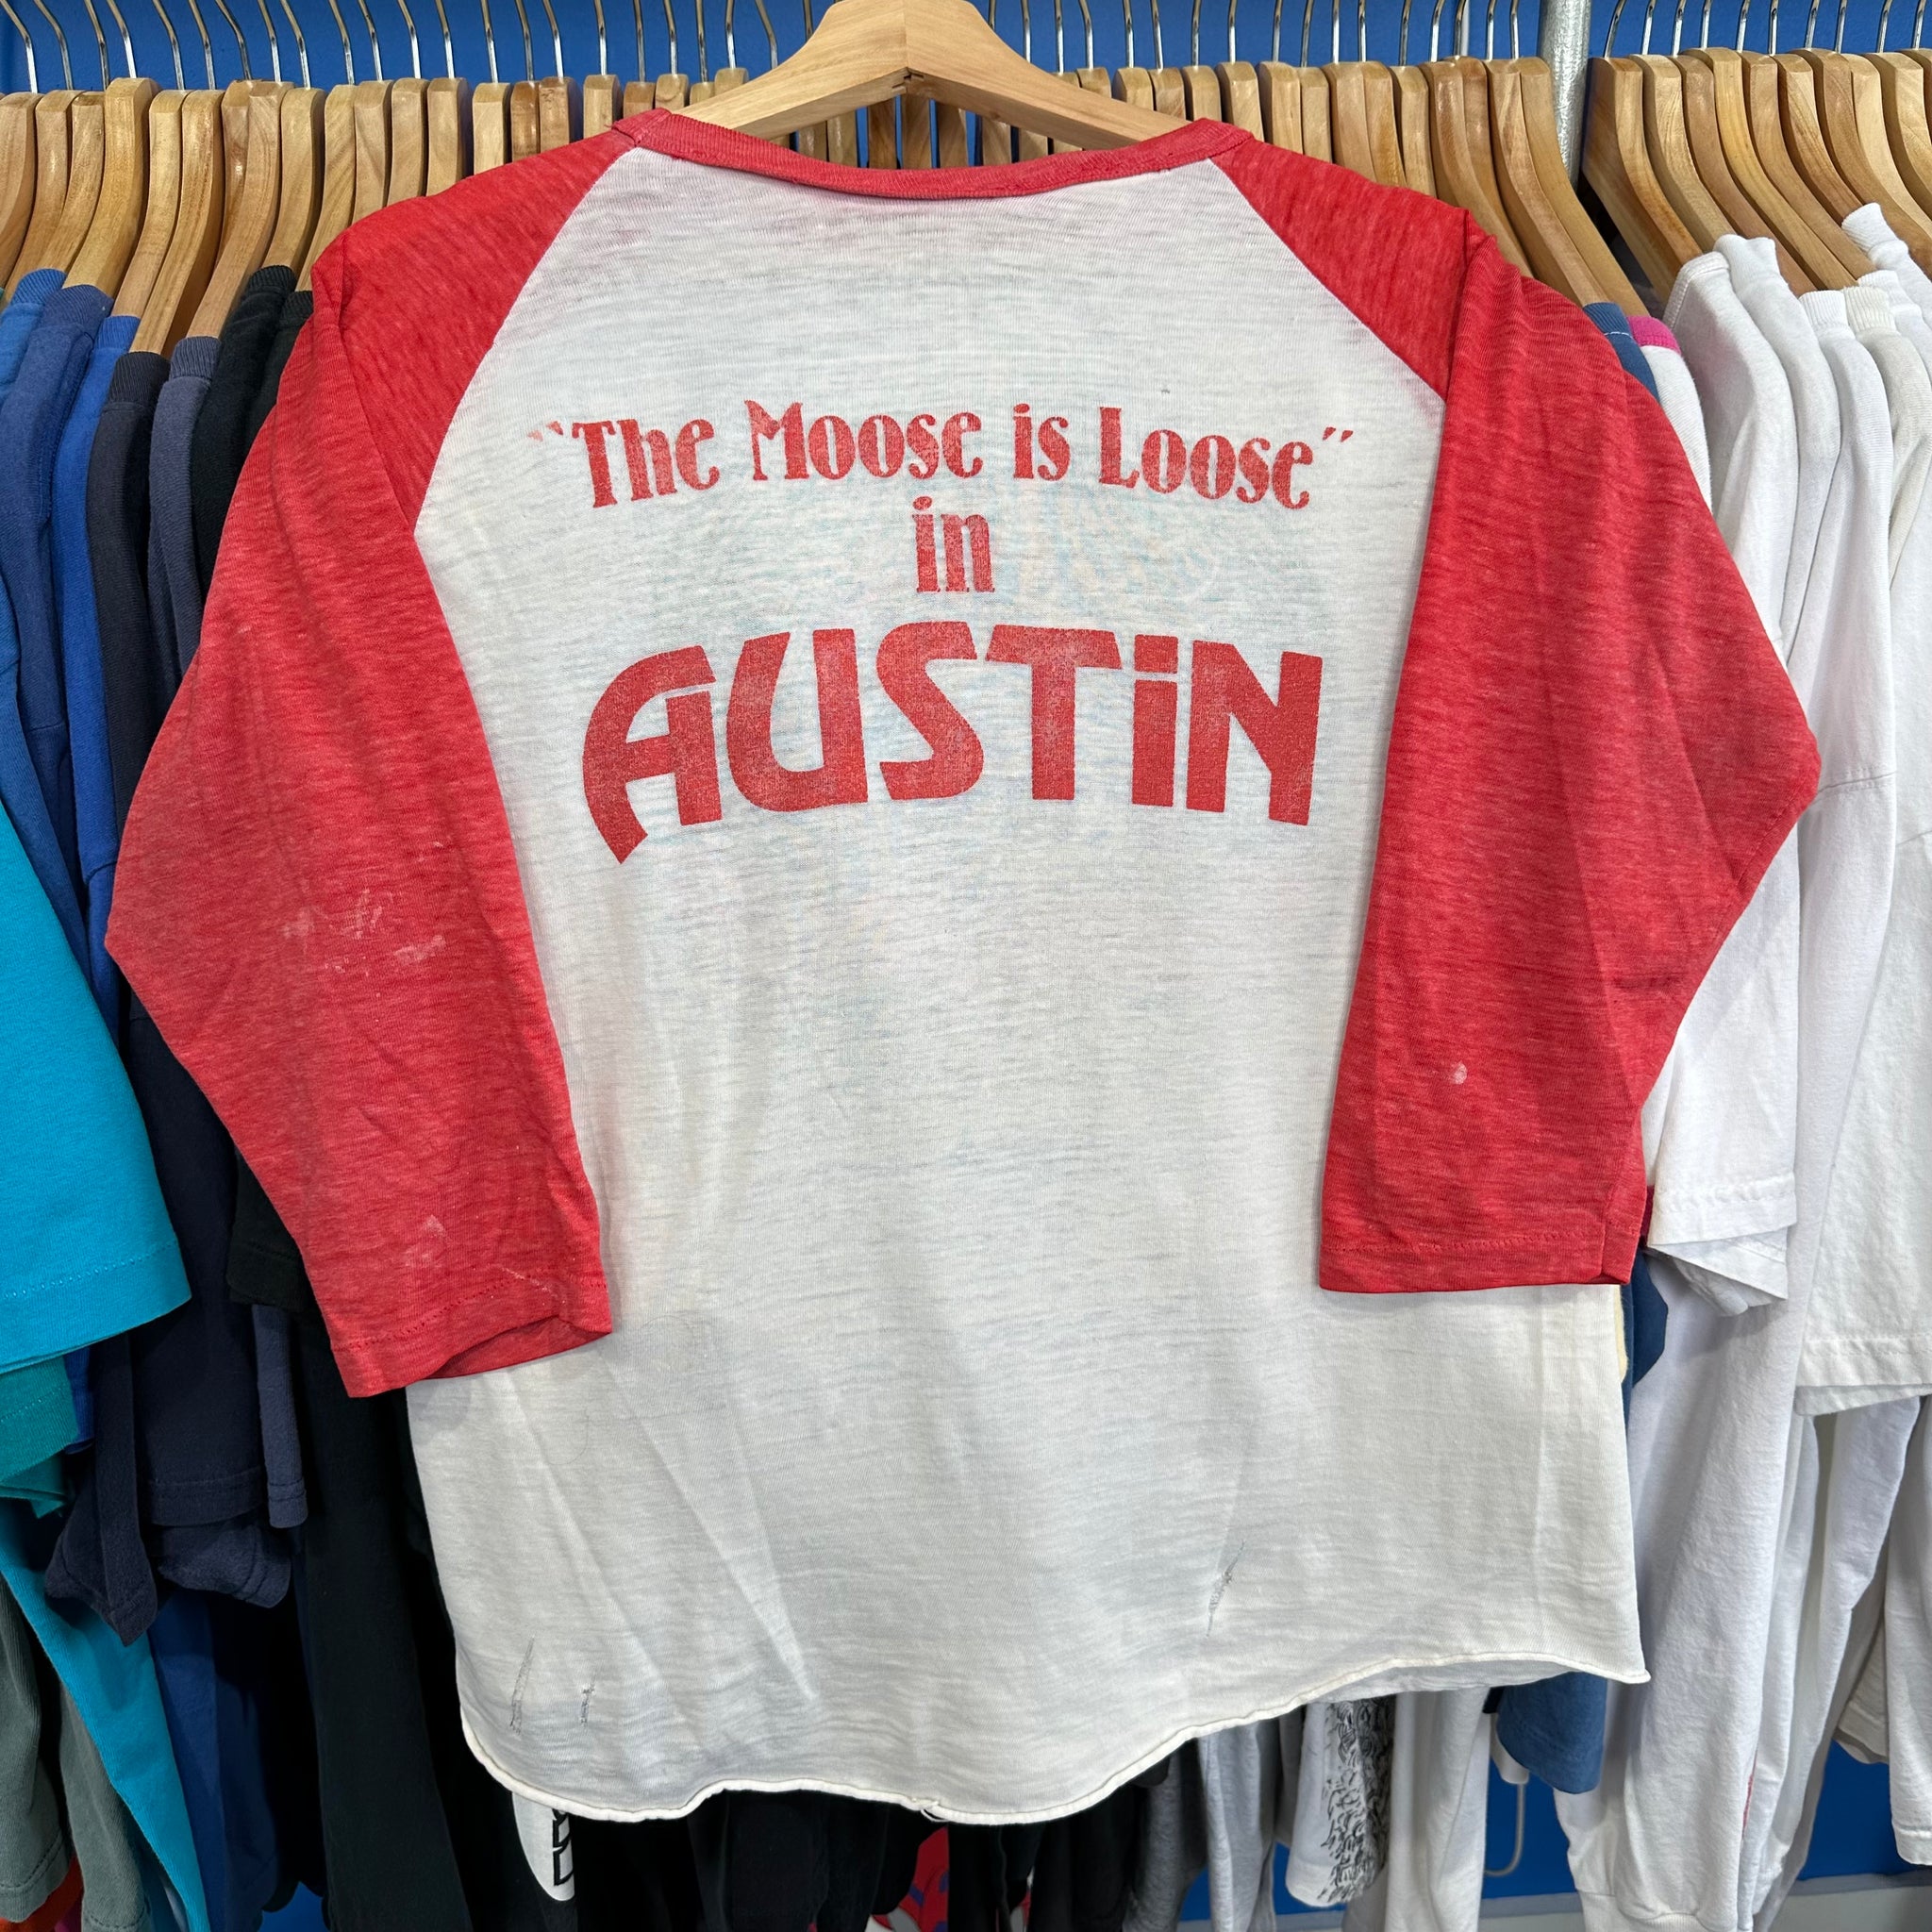 "The Moose is Loose"
in
AUSTiN